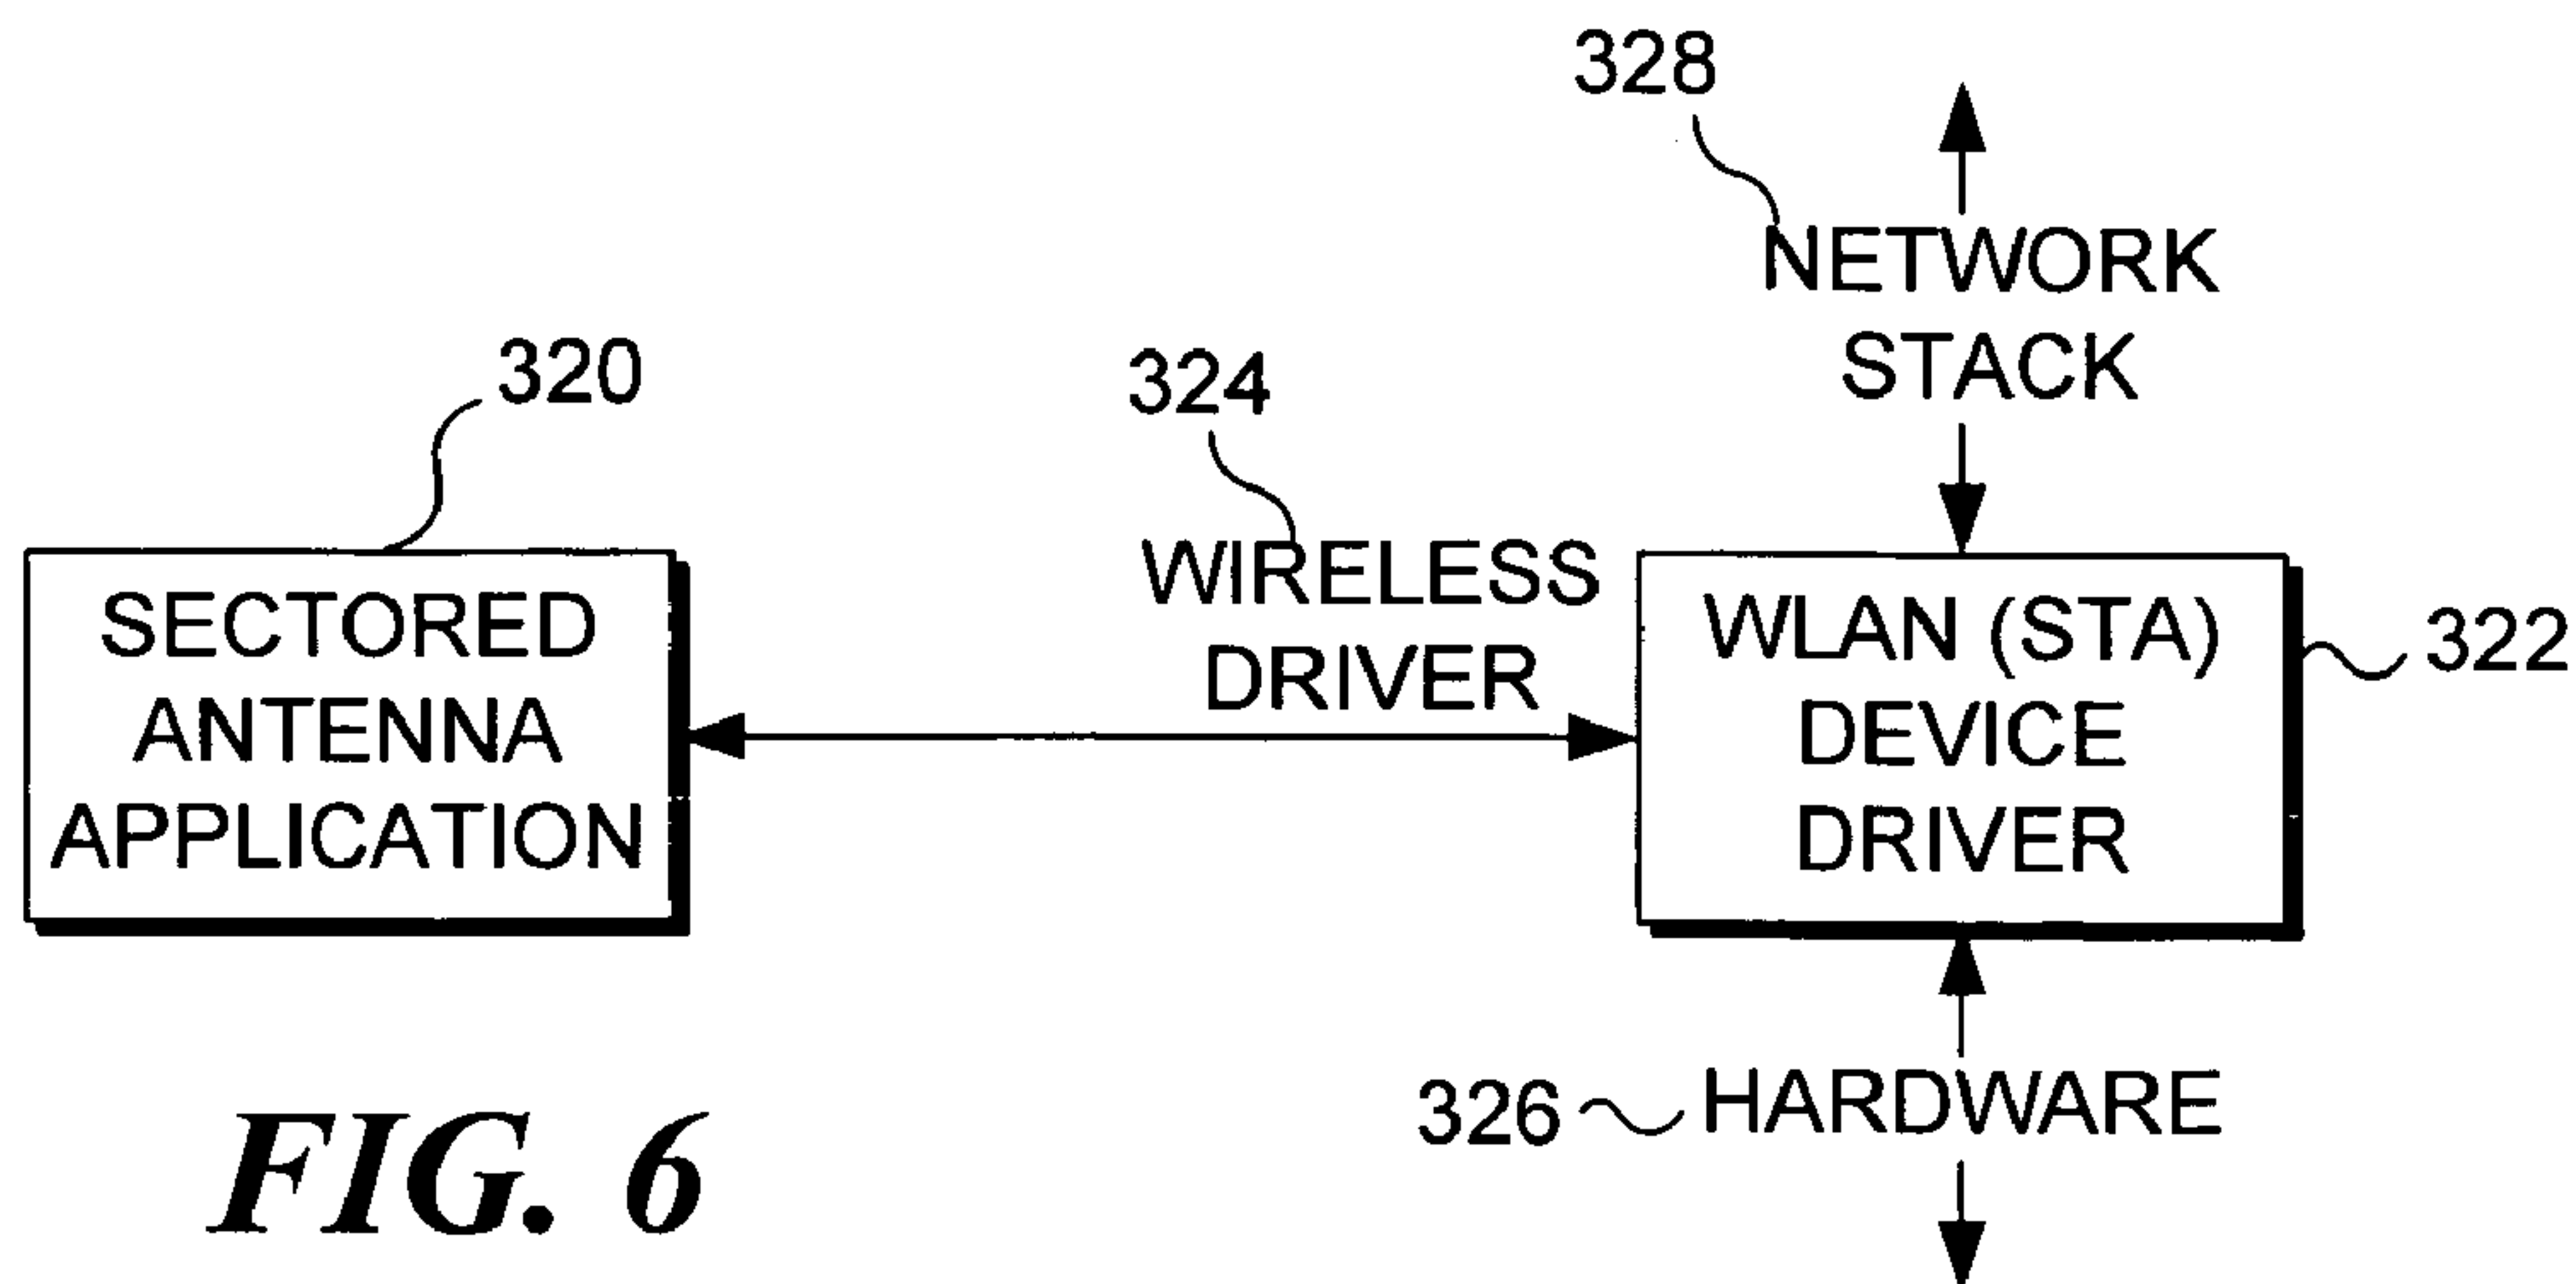 328
NETWORK
STACK
320
324
WIRELESS
DRIVER
SECTORED
ANTENNA
APPLICATION
WLAN (STA)
DEVICE
DRIVER
322
326
HARDWARE
FIG. 6